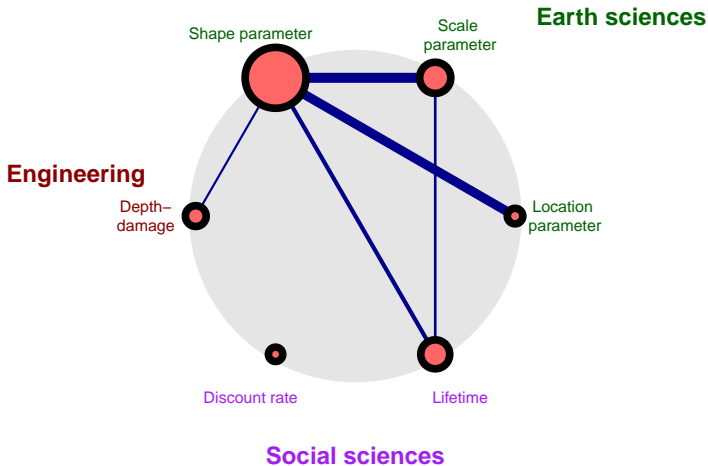 Earth sciences
Shape parameter
Scale
parameter
Engineering
Depth−
damage
Location
parameter
Discount rate
Lifetime
Social sciences